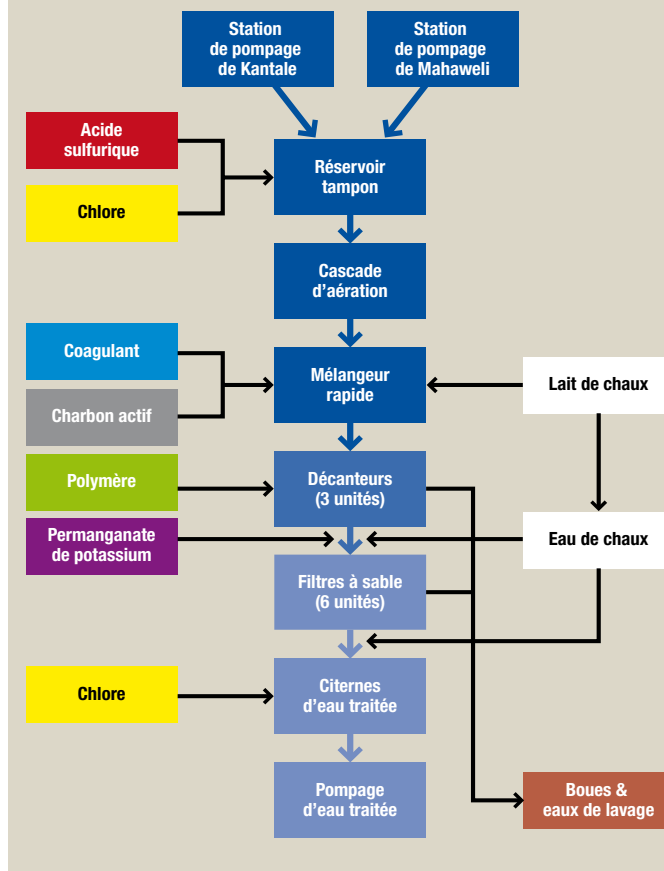 Station
de pompage
de Kantale
Station
de pompage
de Mahaweli
Acide
sulfurique
Chlore
Réservoir
tampon
Cascade
d'aération
Coagulant
Charbon actif
Mélangeur
rapide
Lait de chaux
Polymère
Décanteurs
(3 unités)
Permanganate
de potassium
Eau de chaux
Filtres à sable
(6 unités)
Chlore
Citernes
d'eau traitée
Pompage
d'eau traitée
Boues &
eaux de lavage